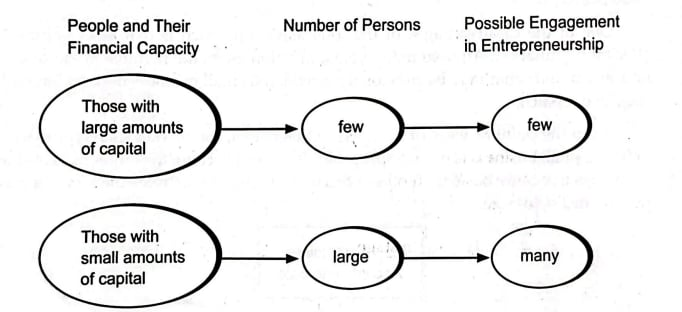 People and Their
Financial Capacity
Number of Persons
Possible Engagement
in Entrepreneurship
Those with
large amounts
of capital
few
few
Those with
small amounts
of capital
large
many